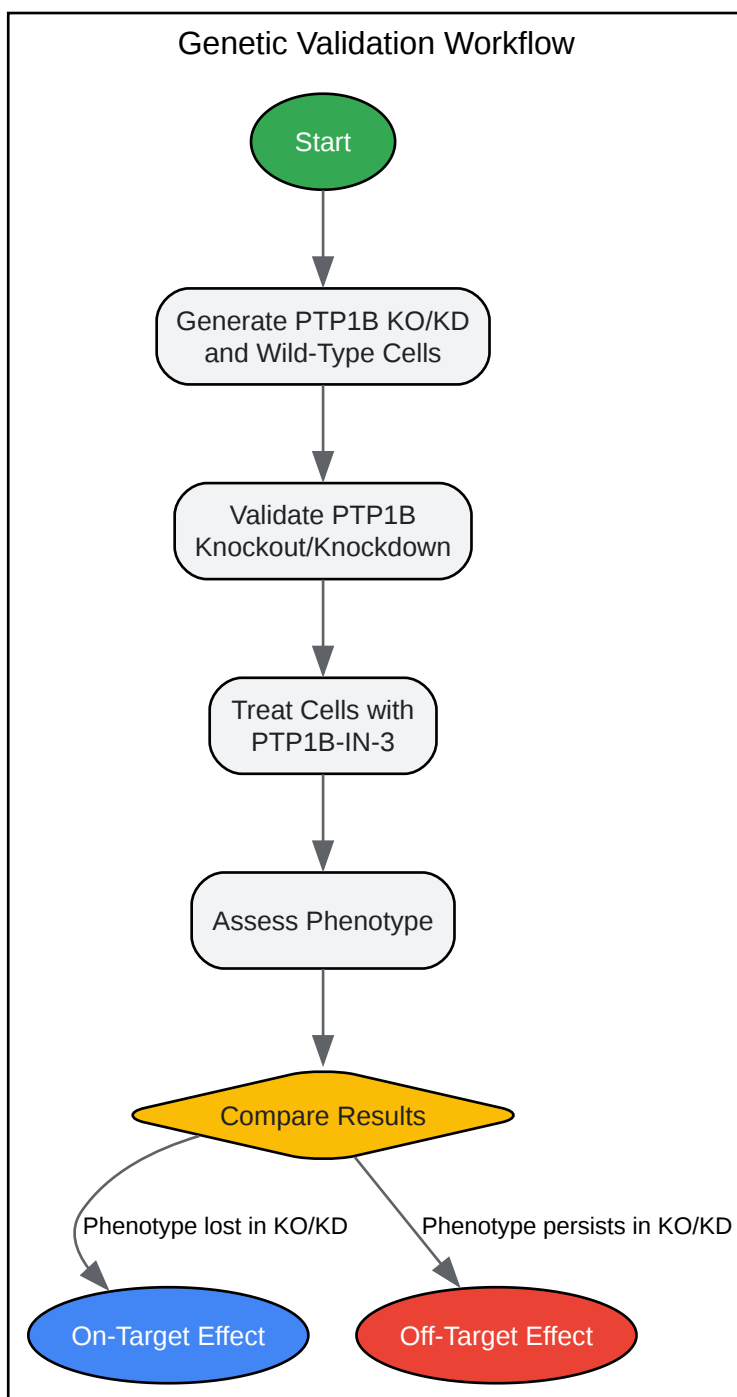 Genetic Validation Workflow
Start
Generate PTP1B KO/KD
and Wild-Type Cells
Validate PTP1B
Knockout/Knockdown
Treat Cells with
PTP1B-IN-3
Assess Phenotype
Compare Results
Phenotype lost in KO/KD
Phenotype persists in KO/KD
On-Target Effect
Off-Target Effect